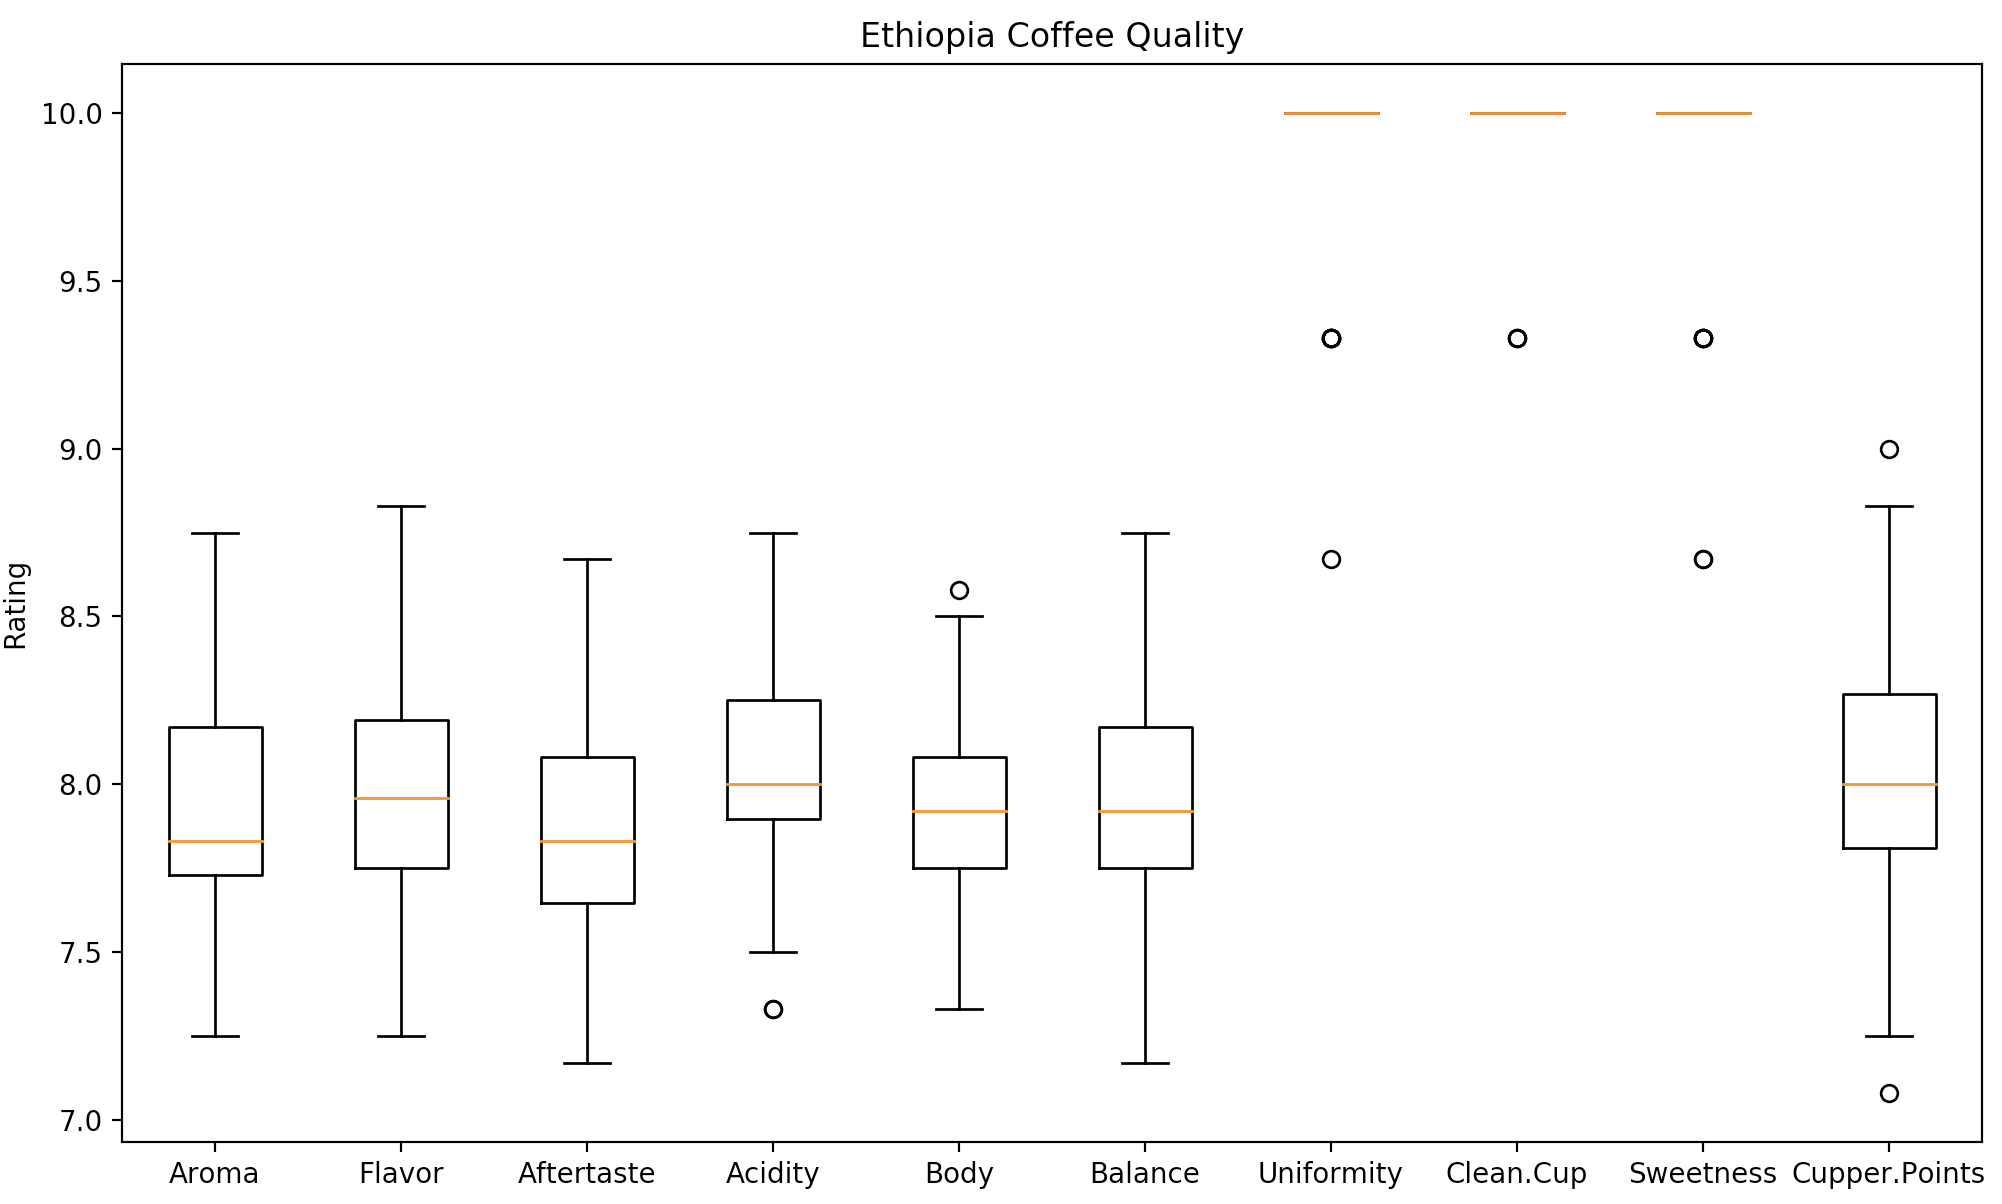 Ethiopia Coffee Quality
10.0
9.5
9.0
8.5
8.0
7.5
7.0
Rating
Aroma Flavor Aftertaste Acidity Body Balance Uniformity Clean.Cup Sweetness Cupper.Points